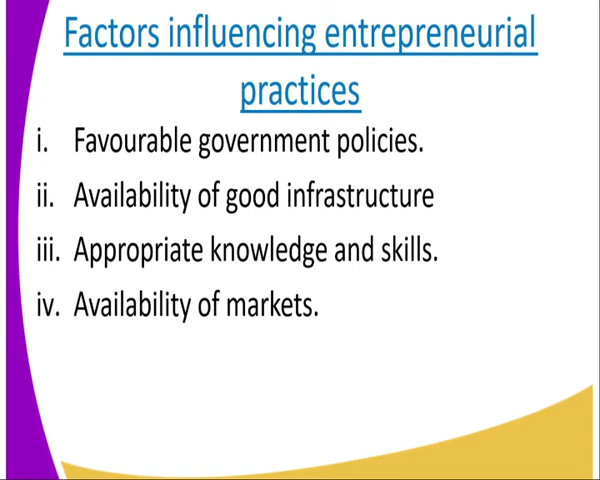 Factors influencing entrepreneurial
practices
i. Favourable government policies.
ii. Availability of good infrastructure
iii. Appropriate knowledge and skills.
iv. Availability of markets.